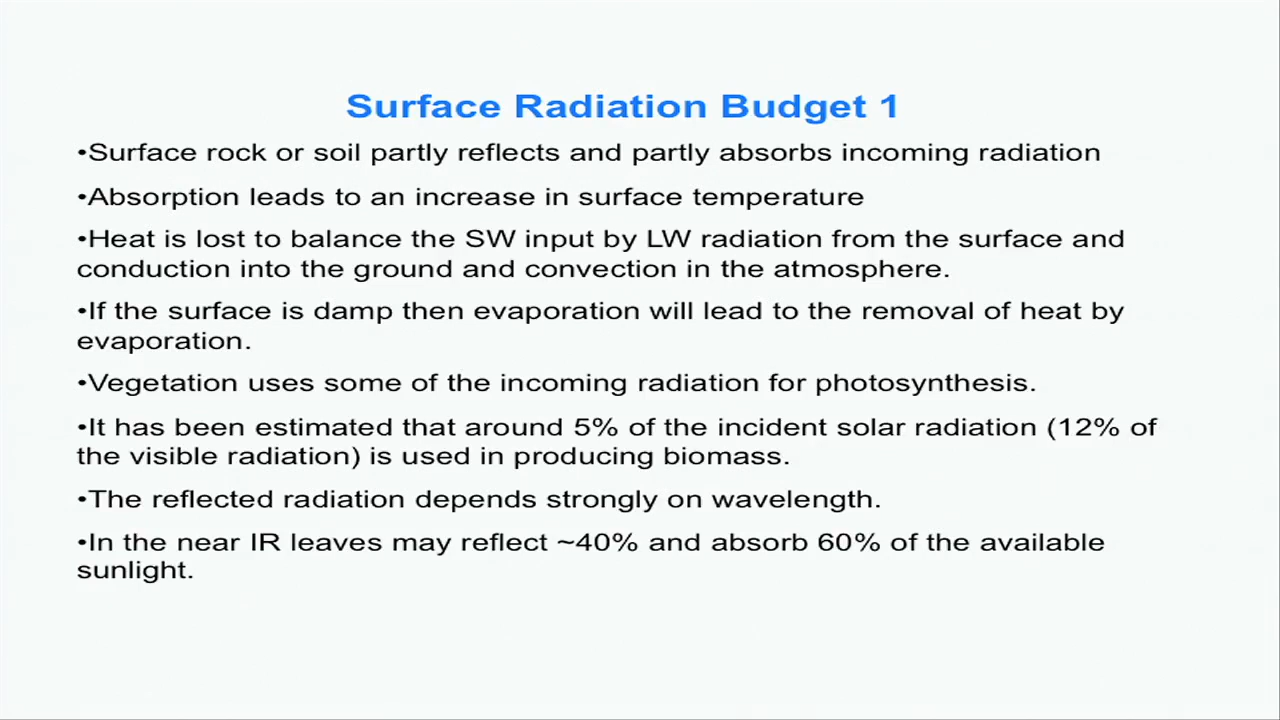 Surface Radiation Budget 1
•Surface rock or soil partly reflects and partly absorbs incoming radiation
•Absorption leads to an increase in surface temperature
•Heat is lost to balance the SW input by LW radiation from the surface and
conduction into the ground and convection in the atmosphere.
•If the surface is damp then evaporation will lead to the removal of heat by
evaporation.
•Vegetation uses some of the incoming radiation for photosynthesis.
•It has been estimated that around 5% of the incident solar radiation (12% of
the visible radiation) is used in producing biomass.
•The reflected radiation depends strongly on wavelength.
•In the near IR leaves may reflect ~40% and absorb 60% of the available
sunlight.